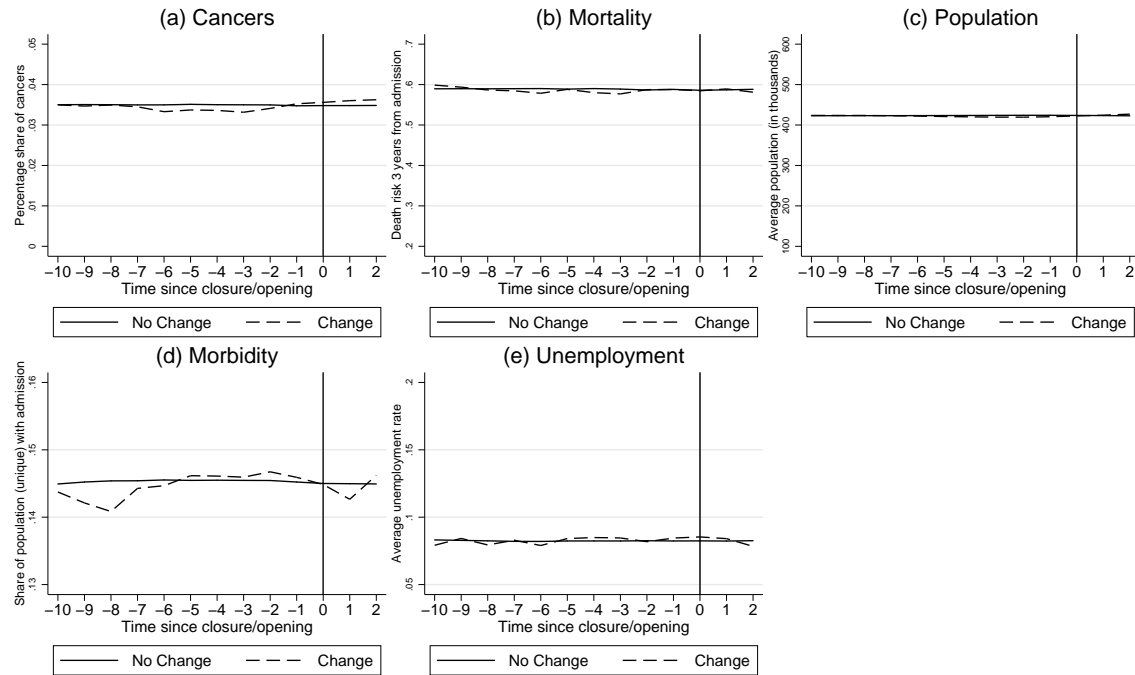 (a) Cancers
Percentage share of cancers
.05
.04
.03
.02
.01
0
−10 −9 −8 −7 −6 −5 −4 −3 −2 −1 0 1 2
Time since closure/opening
No Change Change
(b) Mortality
Death risk 3 years from admission
.7
.6
.5
.4
.3
.2
−10 −9 −8 −7 −6 −5 −4 −3 −2 −1 0 1 2
Time since closure/opening
No Change Change
(c) Population
Average population (in thousands)
600
500
400
300
200
100
−10 −9 −8 −7 −6 −5 −4 −3 −2 −1 0 1 2
Time since closure/opening
No Change Change
(d) Morbidity
Share of population (unique) with admission
.16
.15
.14
.13
−10 −9 −8 −7 −6 −5 −4 −3 −2 −1 0 1 2
Time since closure/opening
No Change Change
(e) Unemployment
Average unemployment rate
.2
.15
.1
.05
−10 −9 −8 −7 −6 −5 −4 −3 −2 −1 0 1 2
Time since closure/opening
No Change Change